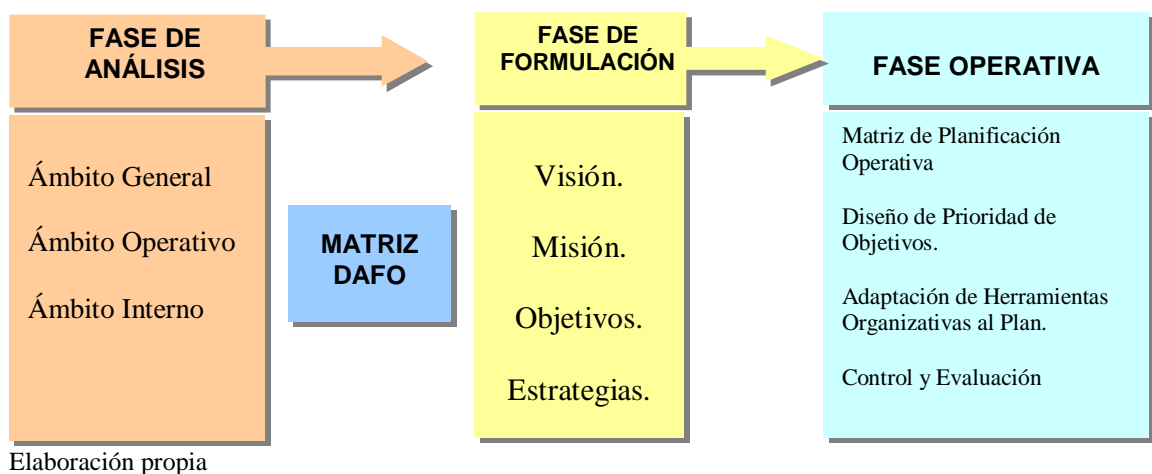 FASE DE
ANÁLISIS
Ámbito General
Ámbito Operativo
Ámbito Interno
MATRIZ
DAFO
FASE DE
FORMULACIÓN
Visión.
Misión.
Objetivos.
Estrategias.
FASE OPERATIVA
Matriz de Planificación
Operativa
Diseño de Prioridad de
Objetivos.
Adaptación de Herramientas
Organizativas al Plan.
Control y Evaluación
Elaboración propia